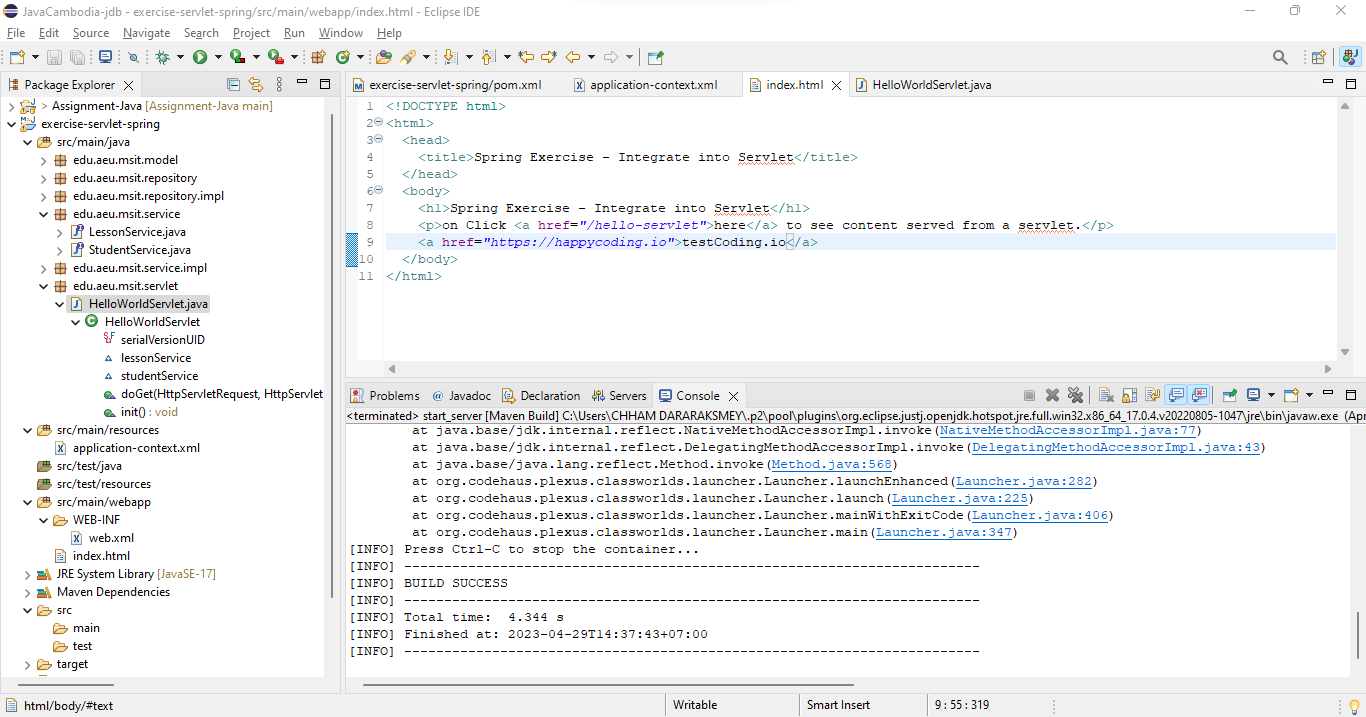 JavaCambodia-jdb - exercise-servlet-spring/src/main/webapp/index.html - Eclipse IDE
File Edit Source Navigate Search Project Run Window Help
Package Explorer
> Assignment-Java [Assignment-Java main]
exercise-servlet-spring
src/main/java
edu.aeu.msit.model
edu.aeu.msit.repository
edu.aeu.msit.repository.impl
edu.aeu.msit.service
LessonService.java
StudentService.java
edu.aeu.msit.service.impl
edu.aeu.msit.servlet
HelloWorldServlet.java
HelloWorldServlet
serialVersionUID
lessonService
studentService
doGet(HttpServletRequest, HttpServlet
init() : void
src/main/resources
application-context.xml
src/test/java
src/test/resources
src/main/webapp
WEB-INF
web.xml
index.html
JRE System Library [JavaSE-17]
Maven Dependencies
src
main
test
target
exercise-servlet-spring/pom.xml application-context.xml index.html HelloWorldServlet.java
1 <!DOCTYPE html>
2 <html>
3 <head>
4 <title>Spring Exercise - Integrate into Servlet</title>
5 </head>
6 <body>
7 <h1>Spring Exercise - Integrate into Servlet</h1>
8 <p>on Click <a href="/hello-servlet">here</a> to see content served from a servlet.</p>
9 <a href="https://happycoding.io">testCoding.io</a>
10 </body>
11 </html>
Problems Javadoc Declaration Servers Console
<terminated> start_server [Maven Build] C:\Users\CHHAM DARARAKSMEY\.p2\pool\plugins\org.eclipse.justj.openjdk.hotspot.jre.full.win32.x86_64_17.0.4.v20220805-1047\jre\bin\javaw.exe (Apr
at java.base/jdk.internal.reflect.NativeMethodAccessorImpl.invoke(NativeMethodAccessorImpl.java:77)
at java.base/jdk.internal.reflect.DelegatingMethodAccessorImpl.invoke(DelegatingMethodAccessorImpl.java:43)
at java.base/java.lang.reflect.Method.invoke(Method.java:568)
at org.codehaus.plexus.classworlds.launcher.Launcher.launchEnhanced(Launcher.java:282)
at org.codehaus.plexus.classworlds.launcher.Launcher.launch(Launcher.java:225)
at org.codehaus.plexus.classworlds.launcher.Launcher.mainWithExitCode(Launcher.java:406)
at org.codehaus.plexus.classworlds.launcher.Launcher.main(Launcher.java:347)
[INFO] Press Ctrl-C to stop the container...
[INFO] ------------------------------------------------------------------------
[INFO] BUILD SUCCESS
[INFO] ------------------------------------------------------------------------
[INFO] Total time:  4.344 s
[INFO] Finished at: 2023-04-29T14:37:43+07:00
[INFO] ------------------------------------------------------------------------
html/body/#text Writable Smart Insert 9 : 55 : 319